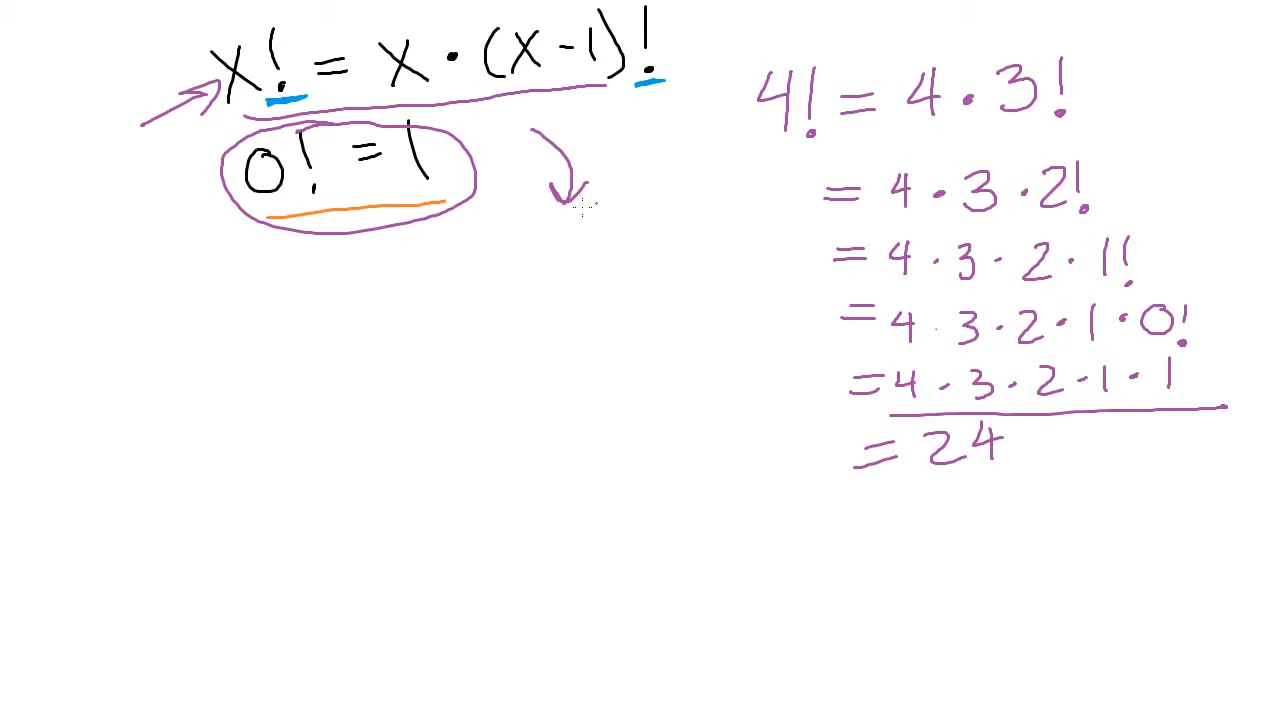 x! = x · (x-1)!
0! = 1
4! = 4 · 3!
= 4 · 3 · 2!
= 4 · 3 · 2 · 1!
= 4 · 3 · 2 · 1 · 0!
= 4 · 3 · 2 · 1 · 1
= 24